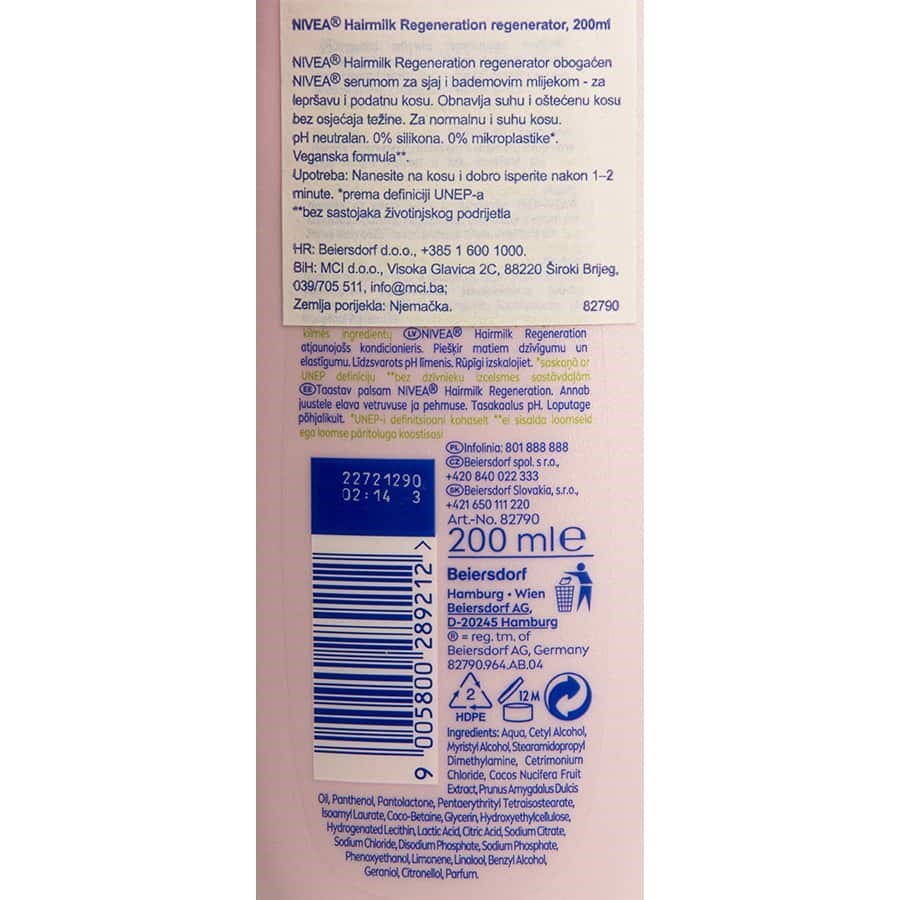 NIVEA® Hairmilk Regeneration regenerator, 200ml
NIVEA® Hairmilk Regeneration regenerator obogaćen
NIVEA® serumom za sjaj i bademovim mlijekom - za
lepršavu i podatnu kosu. Obnavlja suhu i oštećenu kosu
bez osjećaja težine. Za normalnu i suhu kosu.
pH neutralan. 0% silikona. 0% mikroplastike*.
Veganska formula**.
Upotreba: Nanesite na kosu i dobro isperite nakon 1–2
minute. *prema definiciji UNEP-a
**bez sastojaka životinjskog podrijetla
HR: Beiersdorf d.o.o., +385 1 600 1000.
BiH: MCI d.o.o., Visoka Glavica 2C, 88220 Široki Brijeg,
039/705 511, info@mci.ba;
Zemlja porijekla: Njemačka. 82790
kilmės ingredientų LV NIVEA® Hairmilk Regeneration
atjaunojošs kondicionieris. Piešķir matiem dzīvīgumu un
elastīgumu. Līdzsvarots pH līmenis. Rūpīgi izskalojiet. *saskaņā ar
UNEP definīciju **bez dzīvnieku izcelsmes sastāvdaļām
EE Taastav palsam NIVEA® Hairmilk Regeneration. Annab
juustele elava vetruvuse ja pehmuse. Tasakaalus pH. Loputage
põhjalikult. *UNEP-i definitsiooni kohaselt **ei sisalda loomseid
ega loomse päritoluga koostisosi
PL Infolinia: 801 888 888
CZ Beiersdorf spol. s r.o.,
+420 840 022 333
SK Beiersdorf Slovakia, s.r.o.,
+421 650 111 220
Art.-No. 82790
22721290
02:14 3
200 ml e
Beiersdorf
Hamburg • Wien
Beiersdorf AG,
D-20245 Hamburg
® = reg. tm. of
Beiersdorf AG, Germany
82790.964.AB.04
2
HDPE
12 M
9 005800 289212 >
Ingredients: Aqua, Cetyl Alcohol,
Myristyl Alcohol, Stearamidopropyl
Dimethylamine, Cetrimonium
Chloride, Cocos Nucifera Fruit
Extract, Prunus Amygdalus Dulcis
Oil, Panthenol, Pantolactone, Pentaerythrityl Tetraisostearate,
Isoamyl Laurate, Coco-Betaine, Glycerin, Hydroxyethylcellulose,
Hydrogenated Lecithin, Lactic Acid, Citric Acid, Sodium Citrate,
Sodium Chloride, Disodium Phosphate, Sodium Phosphate,
Phenoxyethanol, Limonene, Linalool, Benzyl Alcohol,
Geraniol, Citronellol, Parfum.